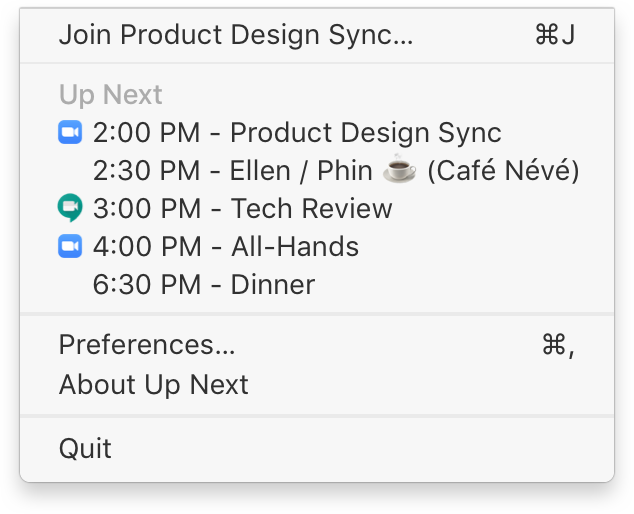 Join Product Design Sync... ⌘J
Up Next
2:00 PM - Product Design Sync
2:30 PM - Ellen / Phin ☕ (Café Névé)
3:00 PM - Tech Review
4:00 PM - All-Hands
6:30 PM - Dinner
Preferences... ⌘,
About Up Next
Quit